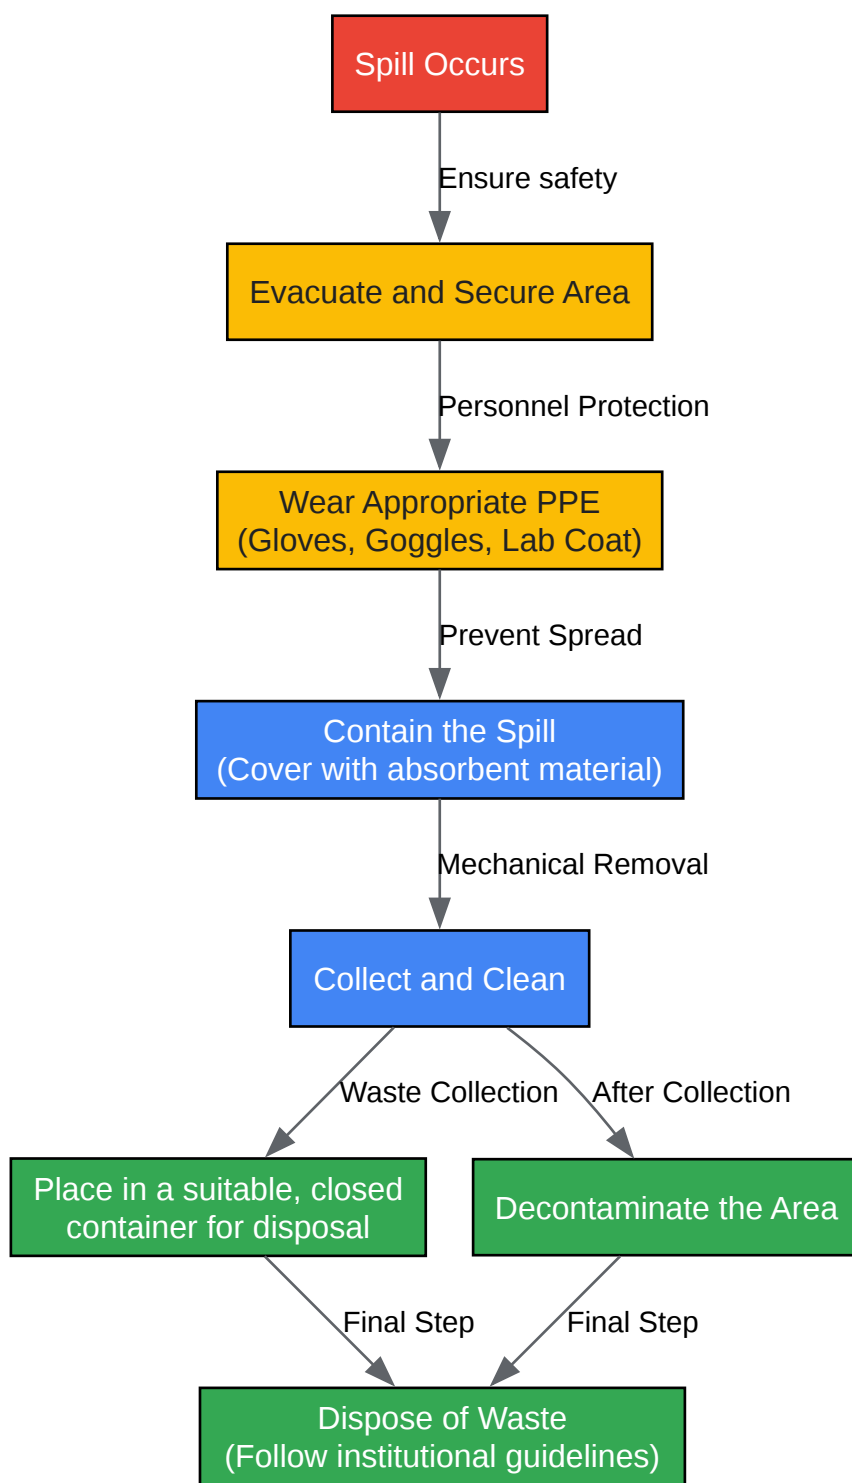 Spill Occurs
Ensure safety
Evacuate and Secure Area
Personnel Protection
Wear Appropriate PPE
(Gloves, Goggles, Lab Coat)
Prevent Spread
Contain the Spill
(Cover with absorbent material)
Mechanical Removal
Collect and Clean
Waste Collection
After Collection
Place in a suitable, closed
container for disposal
Decontaminate the Area
Final Step
Final Step
Dispose of Waste
(Follow institutional guidelines)